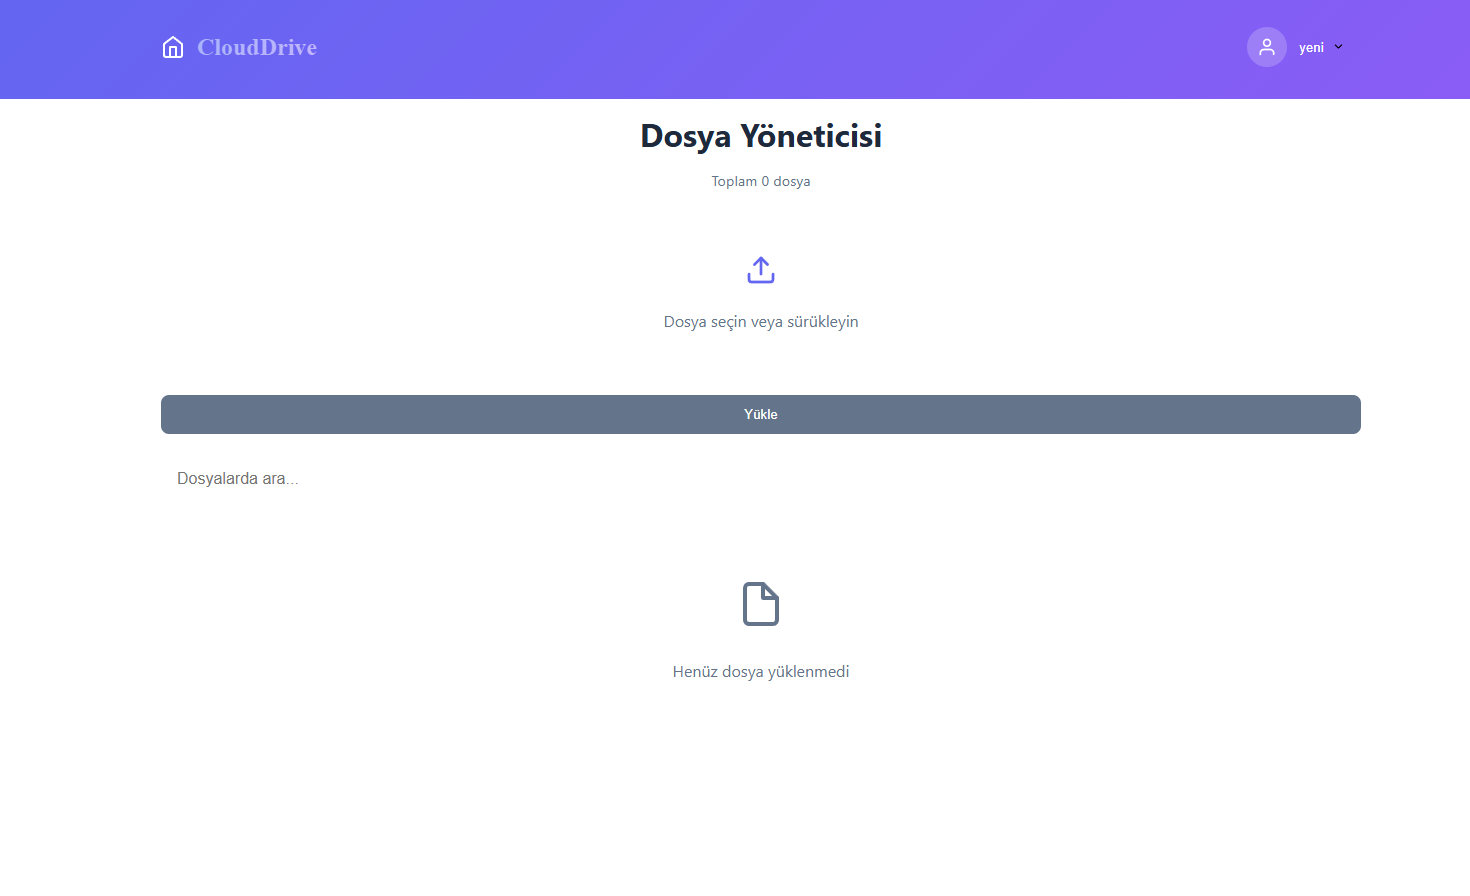 CloudDrive
yeni
Dosya Yöneticisi
Toplam 0 dosya
Dosya seçin veya sürükleyin
Yükle
Dosyalarda ara...
Henüz dosya yüklenmedi